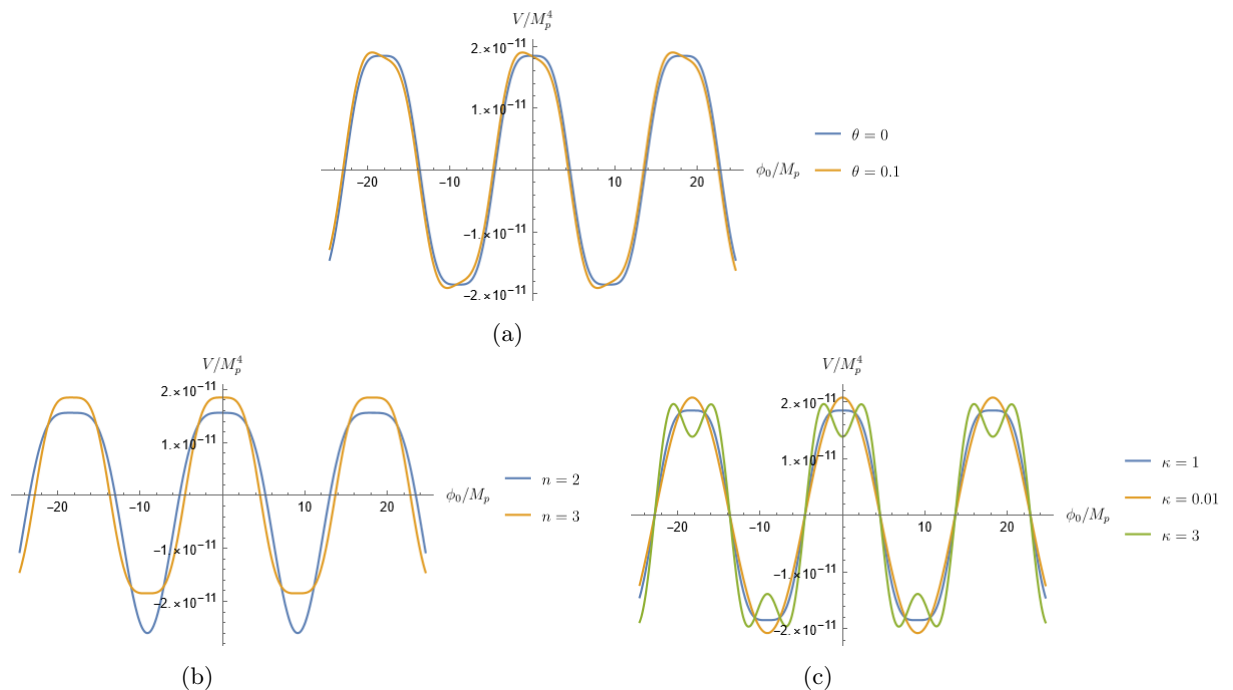 V/M_p^4
2.×10^-11
1.×10^-11
−20 −10 10 20
ϕ_0/M_p
−1.×10^-11
−2.×10^-11
θ = 0
θ = 0.1
(a)
V/M_p^4
2.×10^-11
1.×10^-11
−20 −10 10 20
ϕ_0/M_p
−1.×10^-11
−2.×10^-11
n = 2
n = 3
(b)
V/M_p^4
2.×10^-11
1.×10^-11
−20 −10 10 20
ϕ_0/M_p
−1.×10^-11
−2.×10^-11
κ = 1
κ = 0.01
κ = 3
(c)